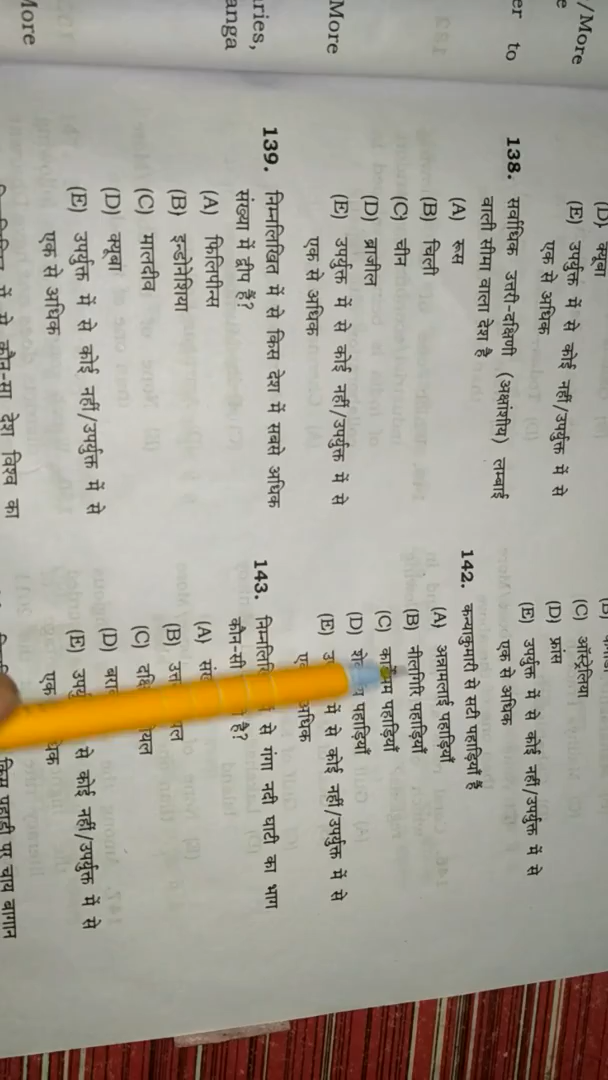 /More
er to
More
ries,
anga
More
(D) क्यूबा
(E) उपर्युक्त में से कोई नहीं/उपर्युक्त में से
एक से अधिक
138. सर्वाधिक उत्तरी-दक्षिणी (अक्षांशीय) लम्बाई
वाली सीमा वाला देश है
(A) रूस
(B) चिली
(C) चीन
(D) ब्राजील
(E) उपर्युक्त में से कोई नहीं/उपर्युक्त में से
एक से अधिक
139. निम्नलिखित में से किस देश में सबसे अधिक
संख्या में द्वीप हैं?
(A) फिलिपीन्स
(B) इन्डोनेशिया
(C) मालदीव
(D) क्यूबा
(E) उपर्युक्त में से कोई नहीं/उपर्युक्त में से
एक से अधिक
में से कौन-सा देश विश्व का
(C) ऑस्ट्रेलिया
(D) फ्रांस
(E) उपर्युक्त में से कोई नहीं/उपर्युक्त में से
एक से अधिक
142. कन्याकुमारी से सटी पहाड़ियाँ हैं
(A) अन्नामलाई पहाड़ियाँ
(B) नीलगिरि पहाड़ियाँ
(C) पहाड़ियाँ
(D) पहाड़ियाँ
(E) में से कोई नहीं/उपर्युक्त में से
अधिक
143. से गंगा नदी घाटी का भाग
कौन-सी है?
(A)
(B)
(C)
(D)
(E) से कोई नहीं/उपर्युक्त में से
एक
किस पहाड़ी पर चाय बागान